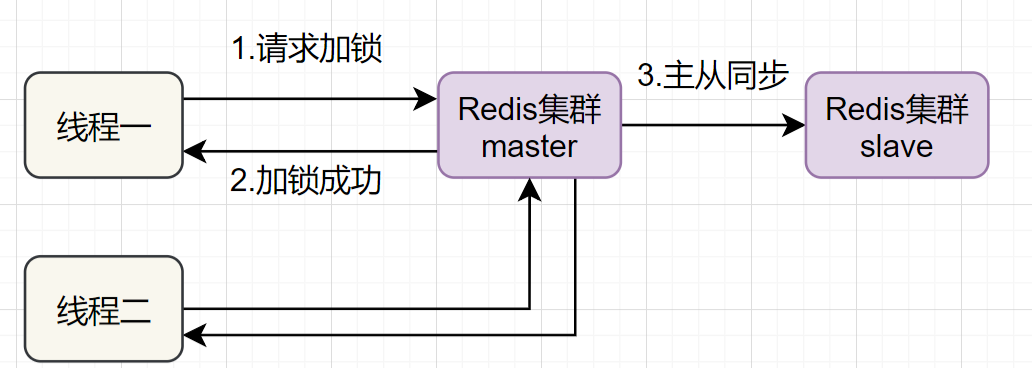 1.请求加锁
3.主从同步
线程一
Redis集群
master
Redis集群
slave
2.加锁成功
线程二